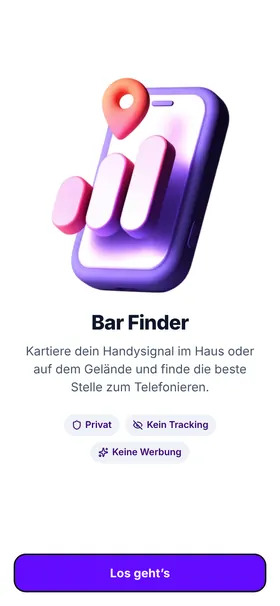 Bar Finder
Kartiere dein Handysignal im Haus oder
auf dem Gelände und finde die beste
Stelle zum Telefonieren.
Privat
Kein Tracking
Keine Werbung
Los geht’s